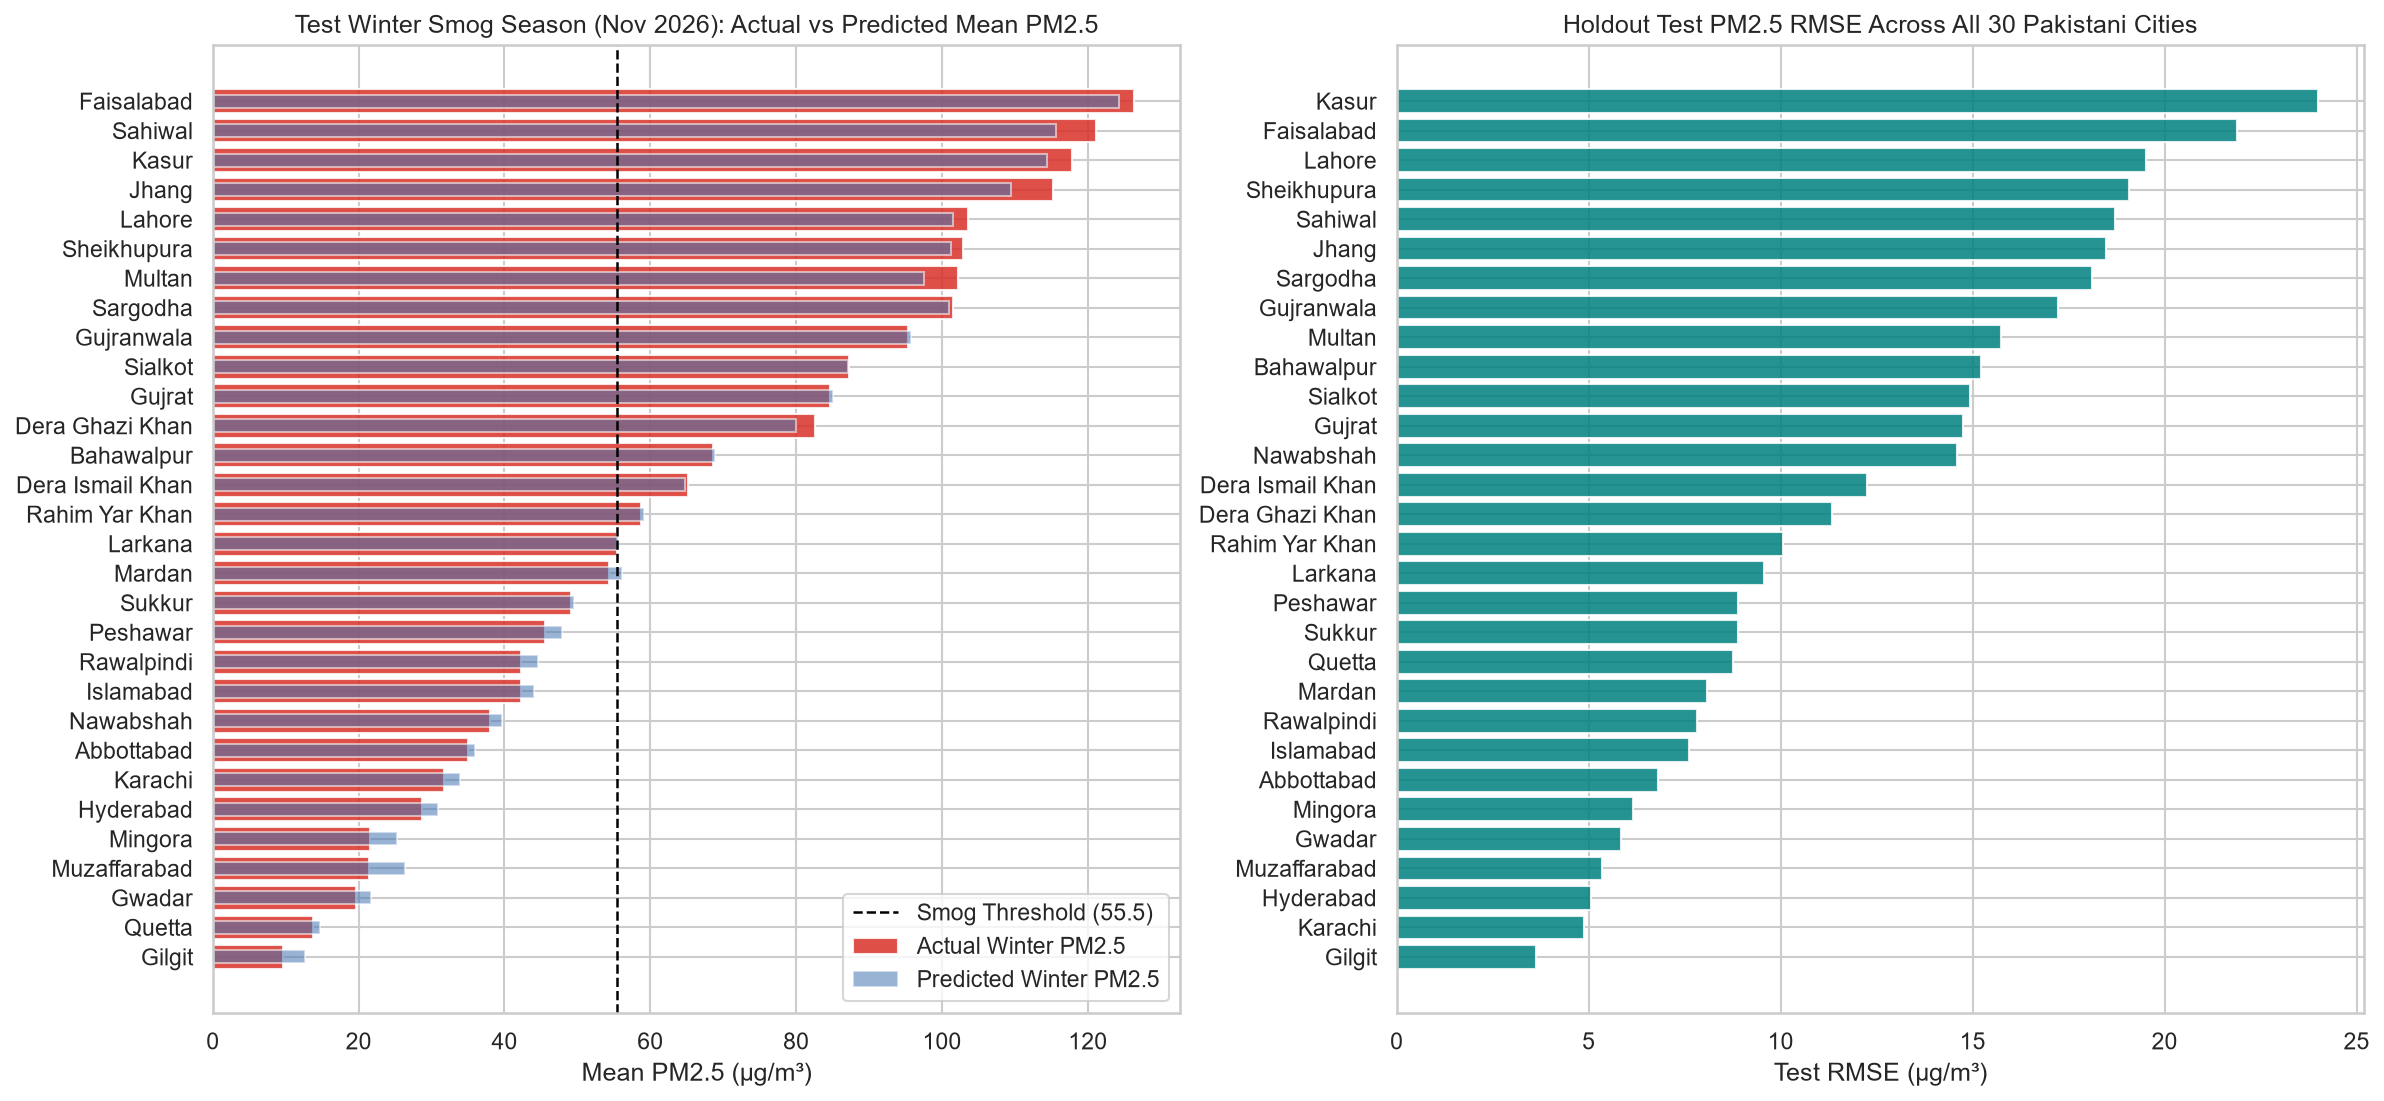 Test Winter Smog Season (Nov 2026): Actual vs Predicted Mean PM2.5
Faisalabad
Sahiwal
Kasur
Jhang
Lahore
Sheikhupura
Multan
Sargodha
Gujranwala
Sialkot
Gujrat
Dera Ghazi Khan
Bahawalpur
Dera Ismail Khan
Rahim Yar Khan
Larkana
Mardan
Sukkur
Peshawar
Rawalpindi
Islamabad
Nawabshah
Abbottabad
Karachi
Hyderabad
Mingora
Muzaffarabad
Gwadar
Quetta
Gilgit
Smog Threshold (55.5)
Actual Winter PM2.5
Predicted Winter PM2.5
0 20 40 60 80 100 120
Mean PM2.5 (µg/m³)
Holdout Test PM2.5 RMSE Across All 30 Pakistani Cities
Kasur
Faisalabad
Lahore
Sheikhupura
Sahiwal
Jhang
Sargodha
Gujranwala
Multan
Bahawalpur
Sialkot
Gujrat
Nawabshah
Dera Ismail Khan
Dera Ghazi Khan
Rahim Yar Khan
Larkana
Peshawar
Sukkur
Quetta
Mardan
Rawalpindi
Islamabad
Abbottabad
Mingora
Gwadar
Muzaffarabad
Hyderabad
Karachi
Gilgit
0 5 10 15 20 25
Test RMSE (µg/m³)